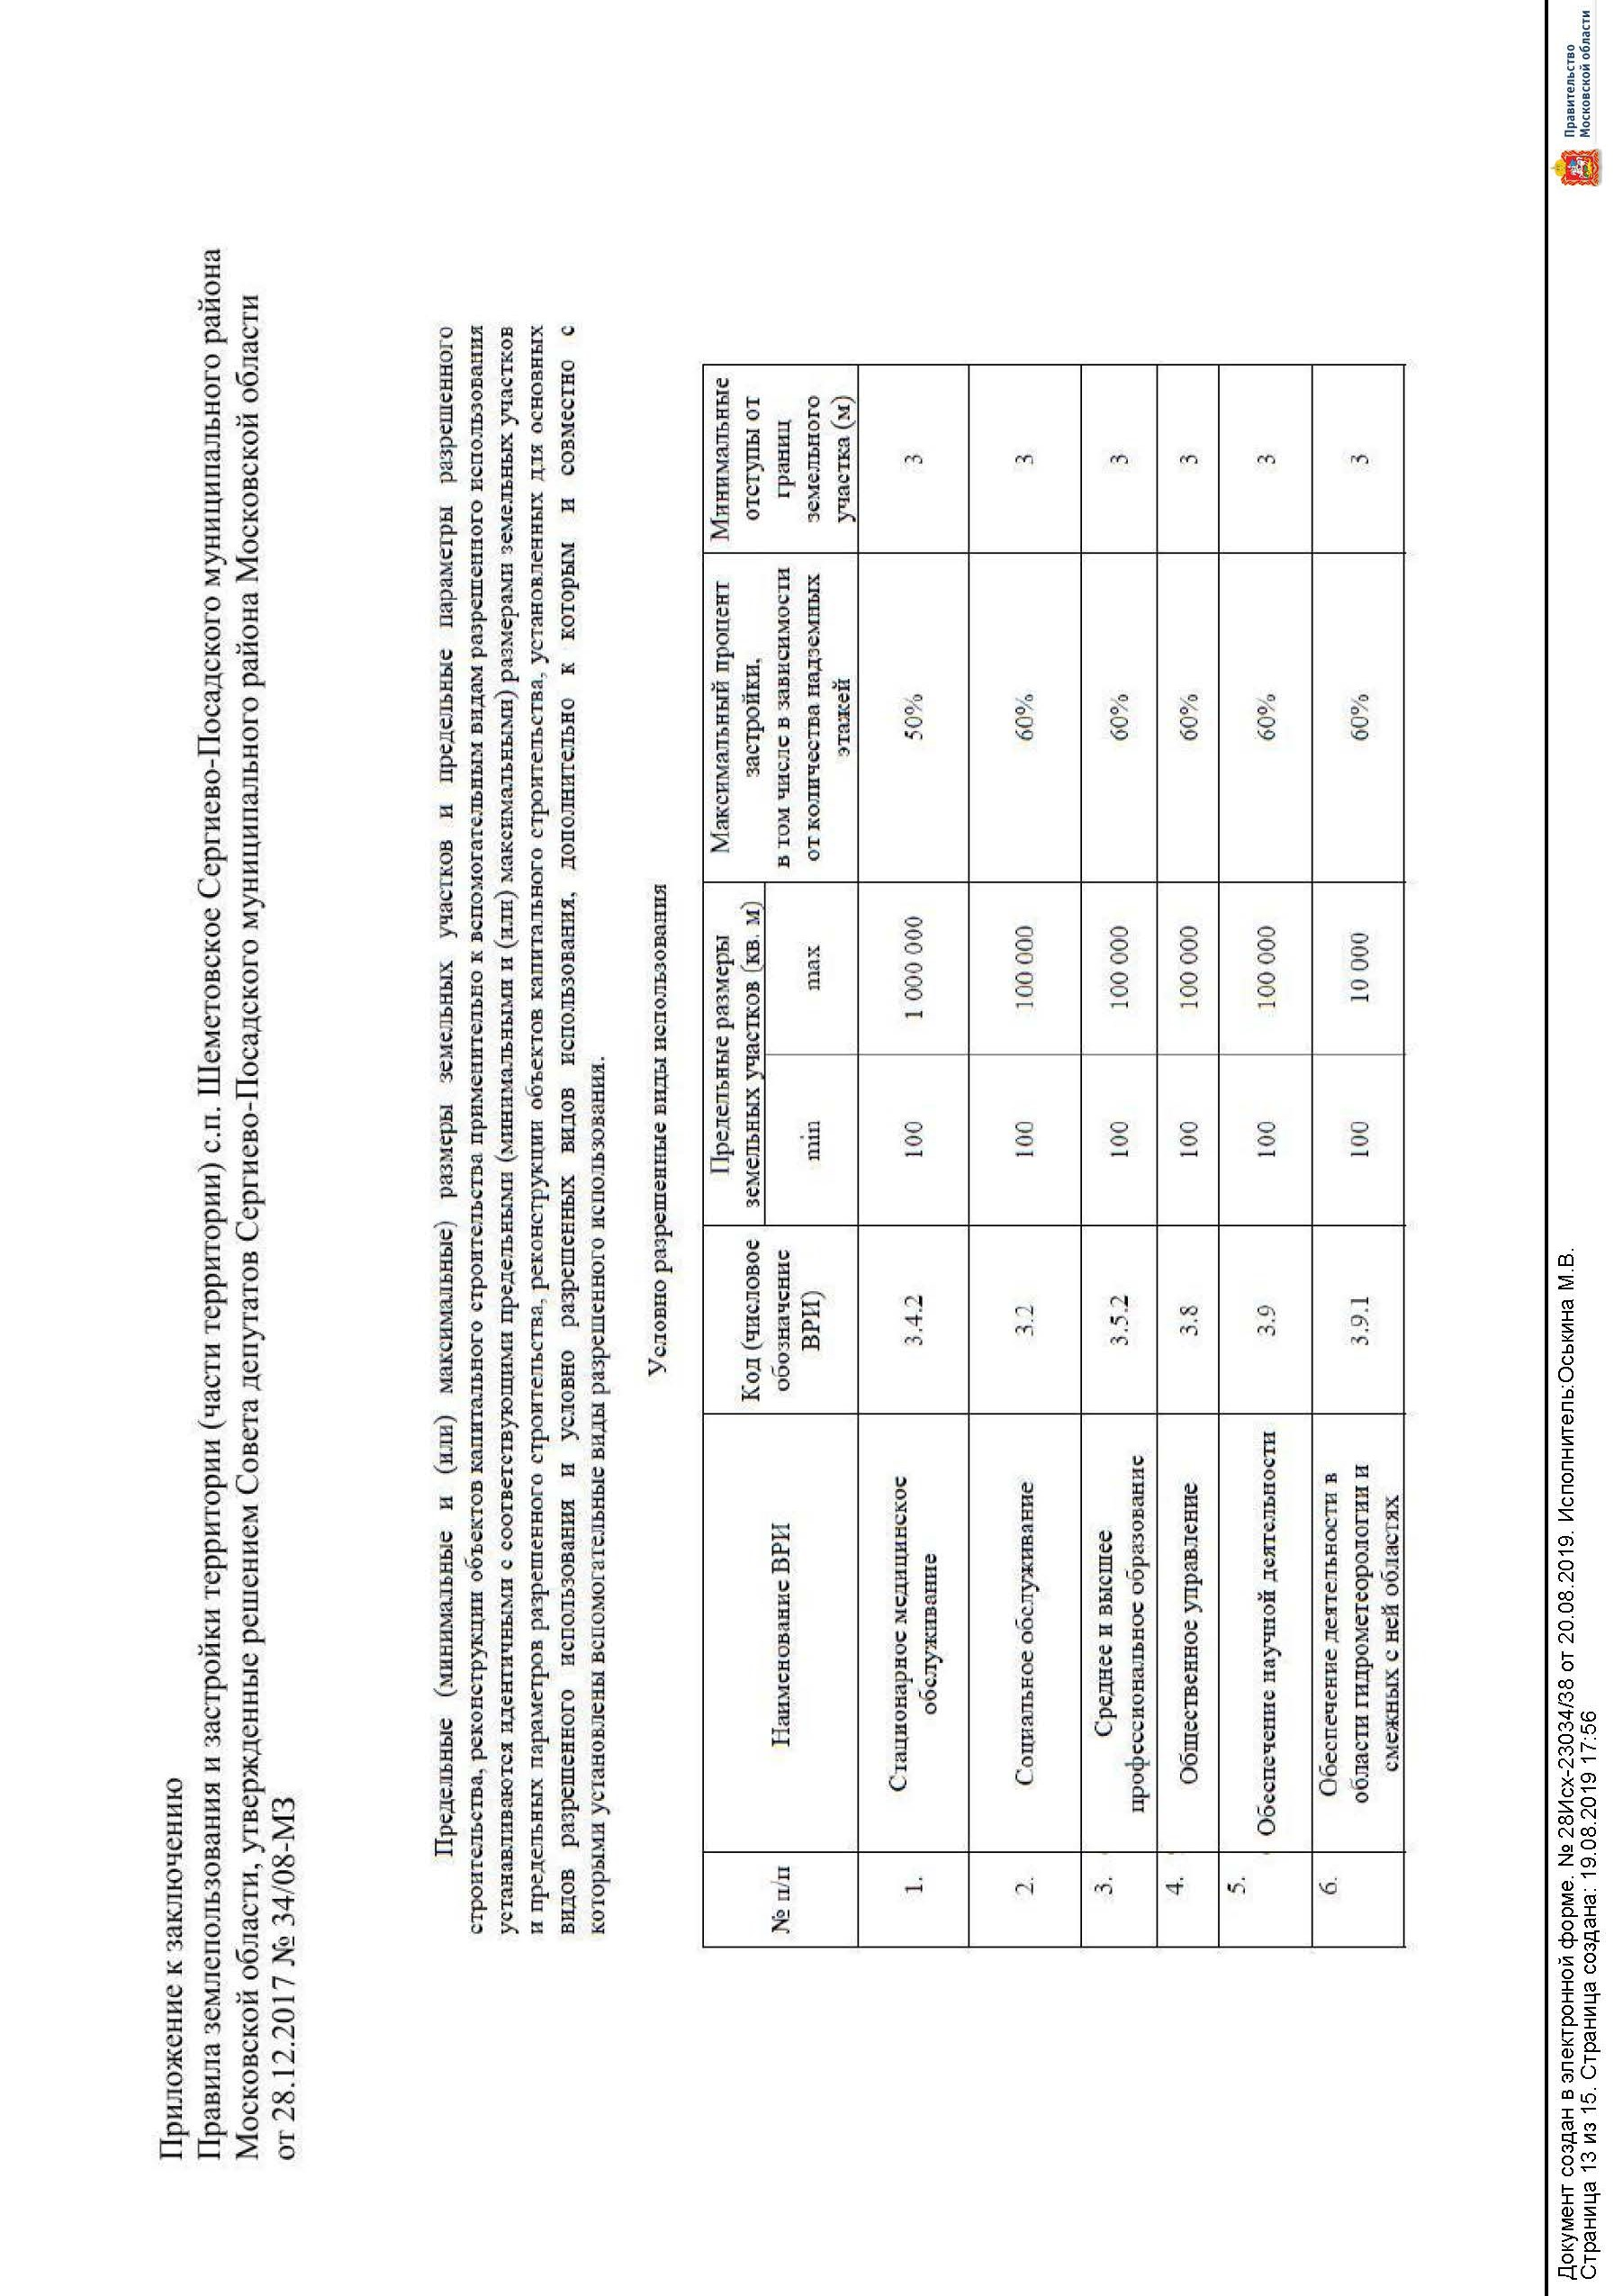 Приложение к заключению
Правила землепользования и застройки территории (части территории) с.п. Шеметовское Сергиево-Посадского муниципального района
Московской области, утвержденные решением Совета депутатов Сергиево-Посадского муниципального района Московской области
от 28.12.2017 № 34/08-МЗ
Предельные (минимальные и (или) максимальные) размеры земельных участков и предельные параметры разрешенного
строительства, реконструкции объектов капитального строительства применительно к вспомогательным видам разрешенного использования
устанавливаются идентичными с соответствующими предельными (минимальными и (или) максимальными) размерами земельных участков
и предельных параметров разрешенного строительства, реконструкции объектов капитального строительства, установленных для основных
видов разрешенного использования и условно разрешенных видов использования, дополнительно к которым и совместно с
которыми установлены вспомогательные виды разрешенного использования.
Условно разрешенные виды использования
№ п/п
Наименование ВРИ
Код (числовое
обозначение
ВРИ)
Предельные размеры
земельных участков (кв. м)
min
max
Максимальный процент
застройки,
в том числе в зависимости
от количества надземных
этажей
Минимальные
отступы от
границ
земельного
участка (м)
1.
Стационарное медицинское
обслуживание
3.4.2
100
1 000 000
50%
3
2.
Социальное обслуживание
3.2
100
100 000
60%
3
3.
Среднее и высшее
профессиональное образование
3.5.2
100
100 000
60%
3
4.
Общественное управление
3.8
100
100 000
60%
3
5.
Обеспечение научной деятельности
3.9
100
100 000
60%
3
6.
Обеспечение деятельности в
области гидрометеорологии и
смежных с ней областях
3.9.1
100
10 000
60%
3
Документ создан в электронной форме. № 28Исх-23034/38 от 20.08.2019. Исполнитель:Оськина М.В.
Страница 13 из 15. Страница создана: 19.08.2019 17:56
Правительство
Московской области